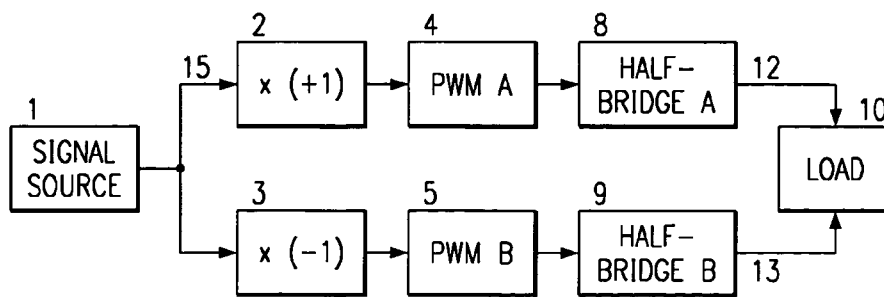 2
4
8
15
x (+1)
PWM A
HALF-
BRIDGE A
12
1
10
SIGNAL
SOURCE
LOAD
3
5
9
x (-1)
PWM B
HALF-
BRIDGE B
13